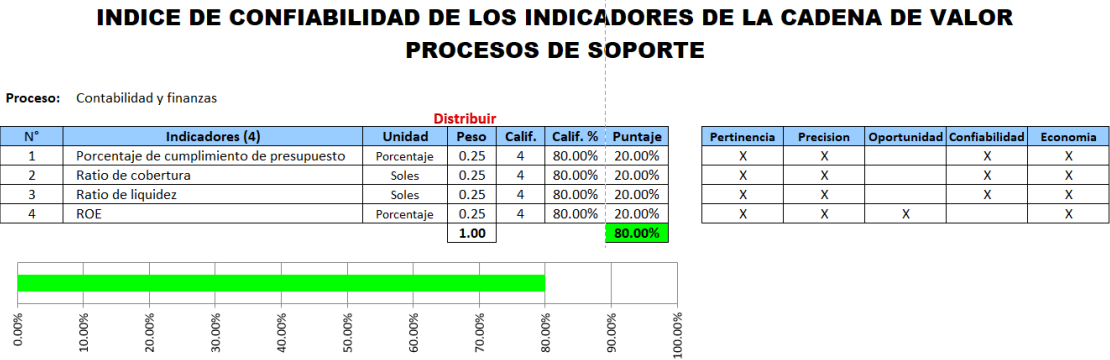 INDICE DE CONFIABILIDAD DE LOS INDICADORES DE LA CADENA DE VALOR
PROCESOS DE SOPORTE
Proceso: Contabilidad y finanzas
Distribuir
N° Indicadores (4) Unidad Peso Calif. Calif. % Puntaje Pertinencia Precision Oportunidad Confiabilidad Economia
1 Porcentaje de cumplimiento de presupuesto Porcentaje 0.25 4 80.00% 20.00% X X X X
2 Ratio de cobertura Soles 0.25 4 80.00% 20.00% X X X X
3 Ratio de liquidez Soles 0.25 4 80.00% 20.00% X X X X
4 ROE Porcentaje 0.25 4 80.00% 20.00% X X X X
1.00 80.00%
0.00% 10.00% 20.00% 30.00% 40.00% 50.00% 60.00% 70.00% 80.00% 90.00% 100.00%